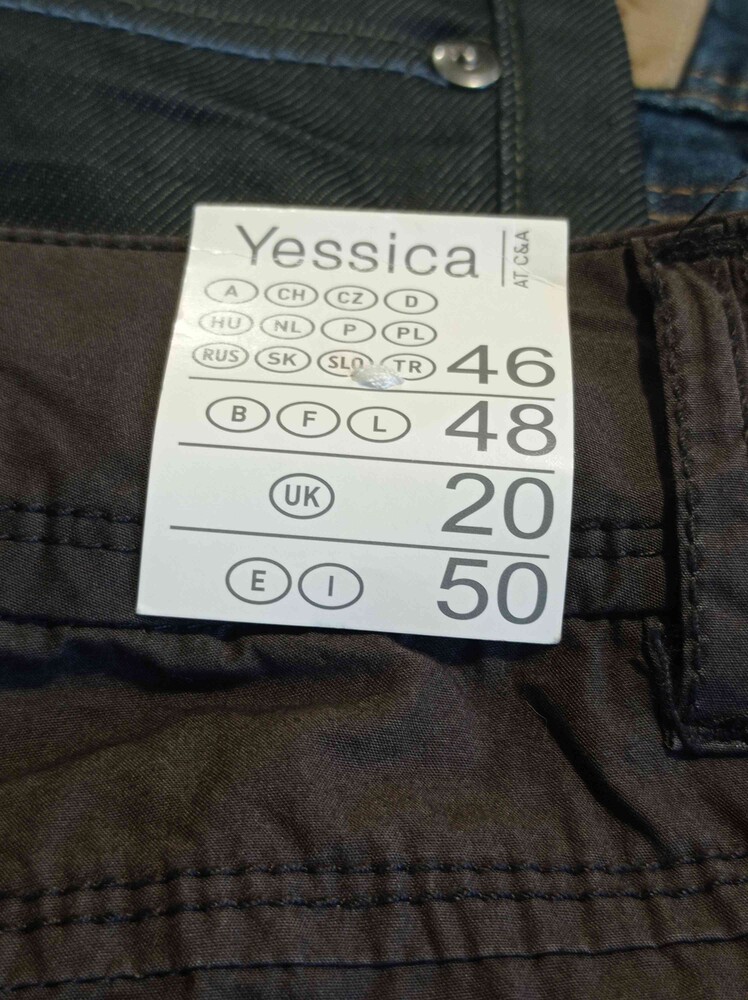 Yessica AT C&A
A CH CZ D
HU NL P PL
RUS SK SLO TR 46
B F L 48
UK 20
E I 50